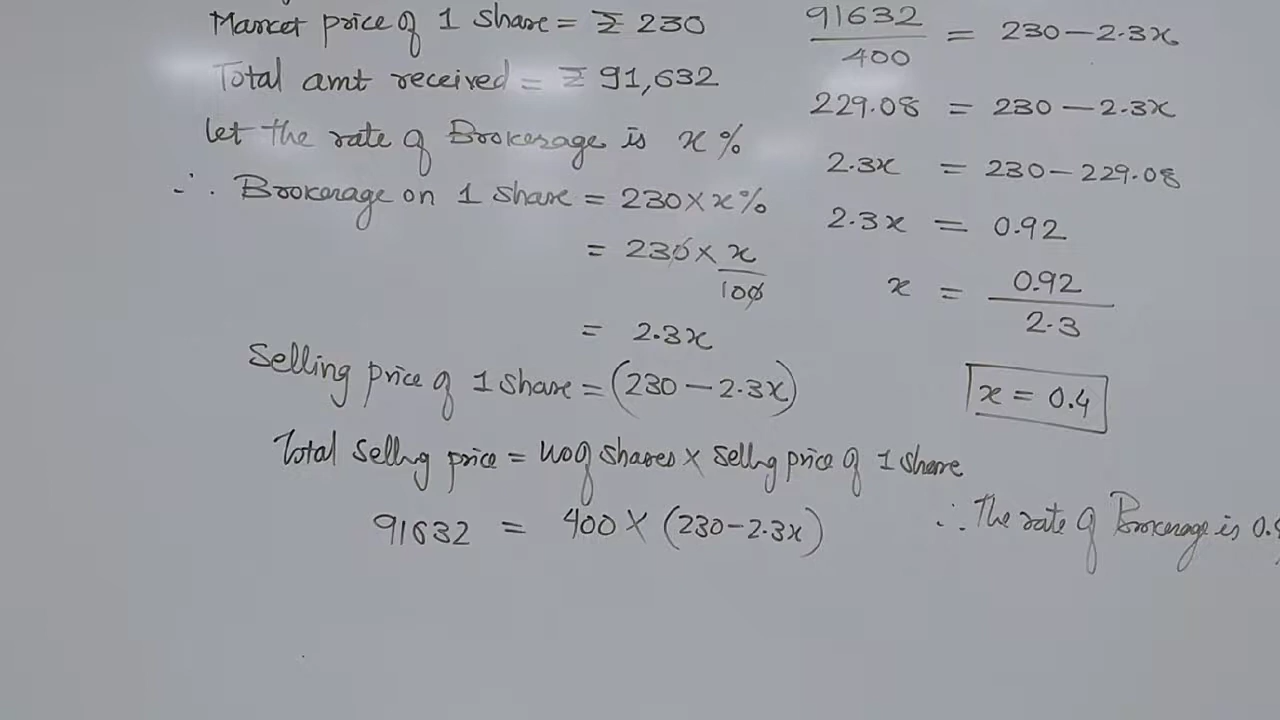 Market price of 1 share = ₹ 230
Total amt received = ₹ 91,632
let the rate of Brokerage is x %
∴ Brokerage on 1 share = 230 × x%
= 230 × x/100
= 2.3x
Selling price of 1 share = (230 – 2.3x)
Total sellng price = no of shares × sellng price of 1 share
91632 = 400 × (230 – 2.3x)
91632/400 = 230 – 2.3x
229.08 = 230 – 2.3x
2.3x = 230 – 229.08
2.3x = 0.92
x = 0.92/2.3
x = 0.4
∴ The rate of Brokerage is 0.